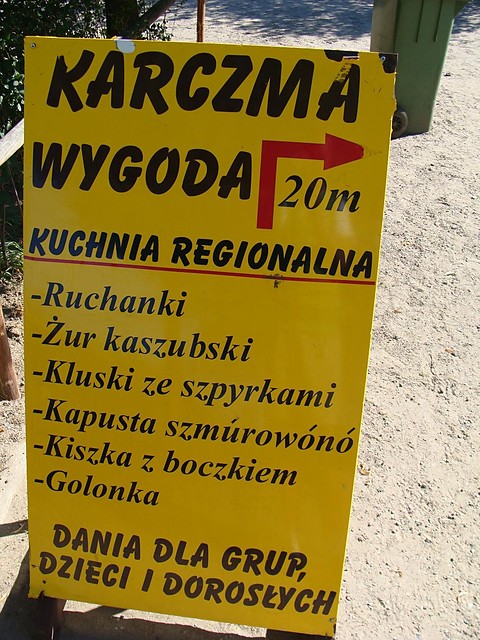 KARCZMA
WYGODA
20m
KUCHNIA REGIONALNA
-Ruchanki
-Żur kaszubski
-Kluski ze szpyrkami
-Kapusta szmúrowónó
-Kiszka z boczkiem
-Golonka
DANIA DLA GRUP,
DZIECI I DOROSŁYCH